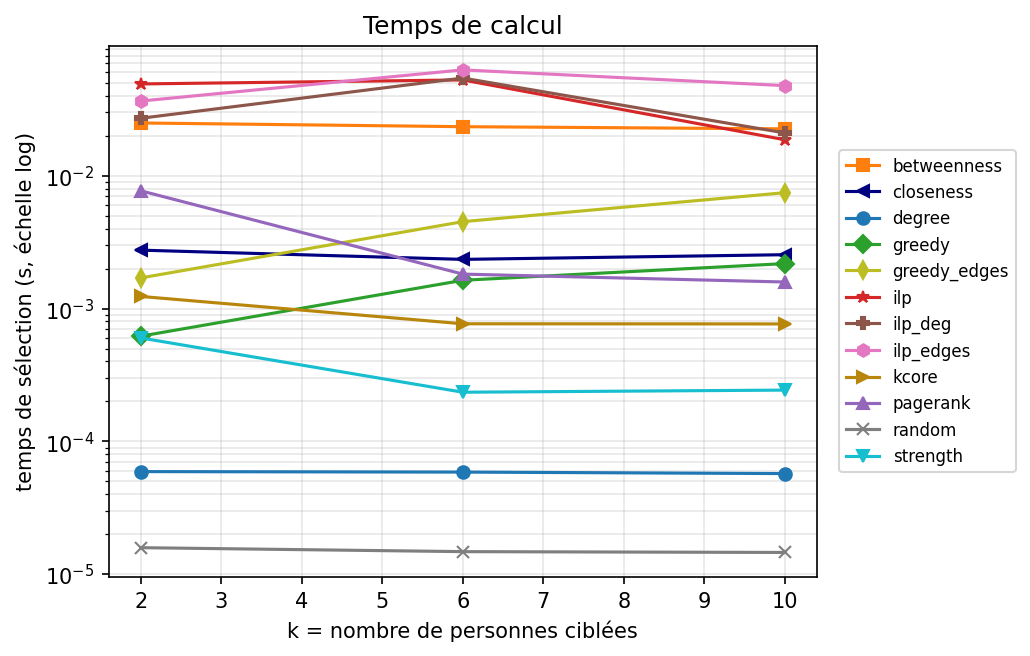 Temps de calcul
temps de sélection (s, échelle log)
10⁻²
10⁻³
10⁻⁴
10⁻⁵
2 3 4 5 6 7 8 9 10
k = nombre de personnes ciblées
betweenness
closeness
degree
greedy
greedy_edges
ilp
ilp_deg
ilp_edges
kcore
pagerank
random
strength